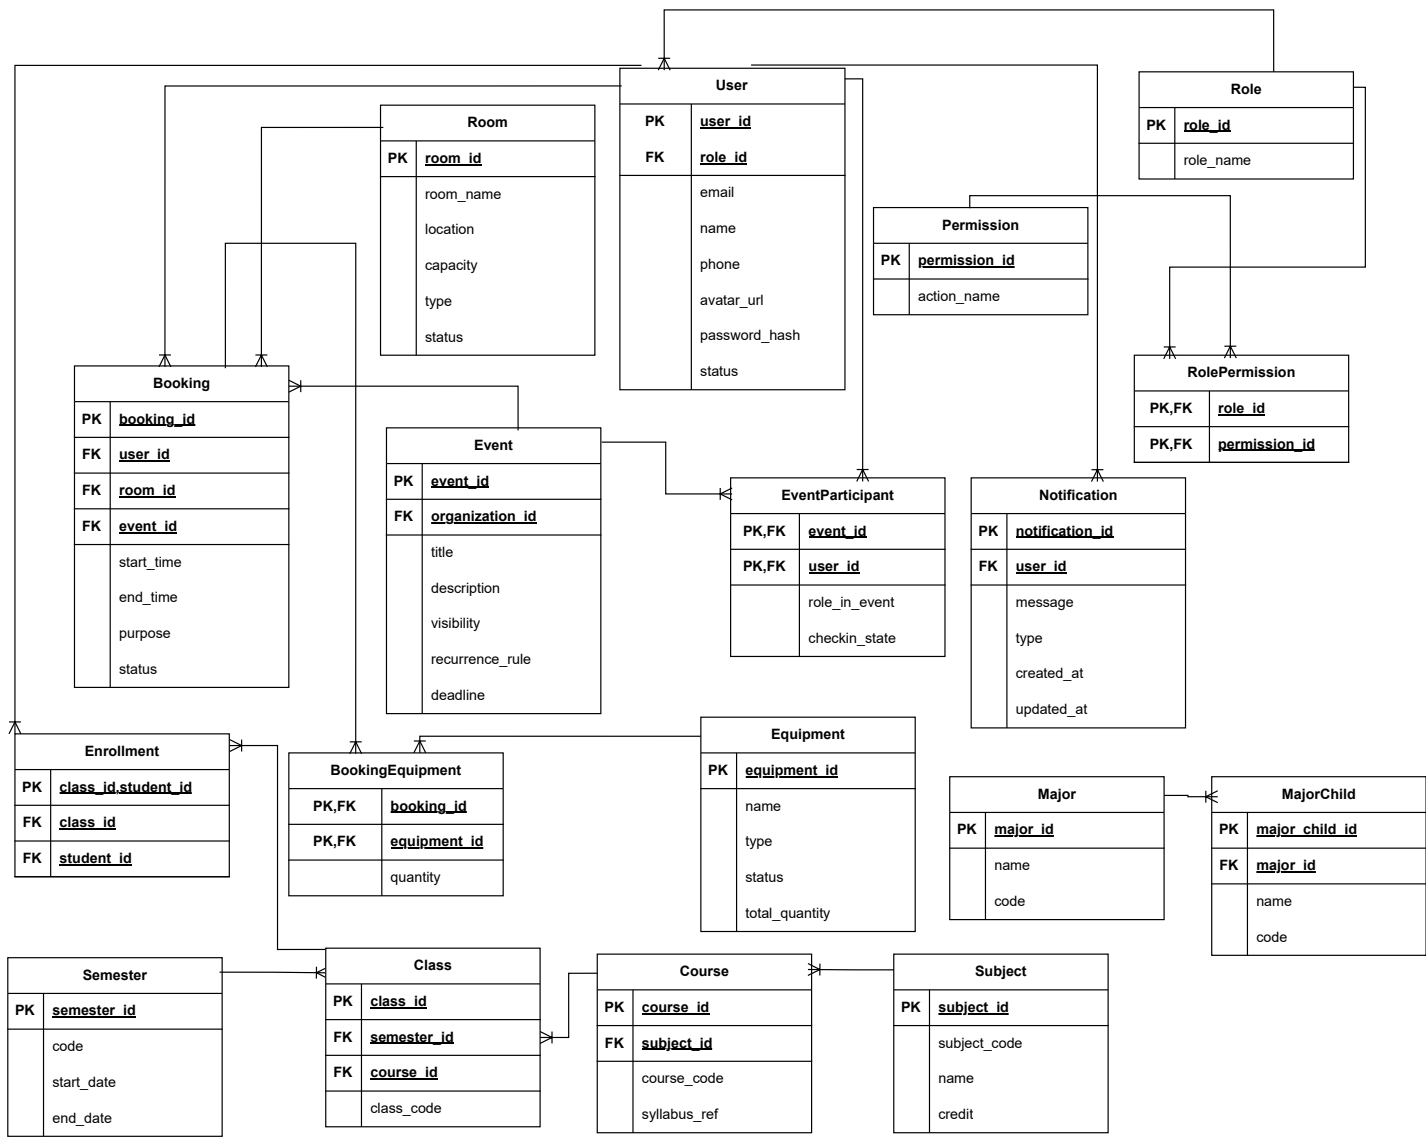 User
PK user_id
FK role_id
email
name
phone
avatar_url
password_hash
status
Role
PK role_id
role_name
Room
PK room_id
room_name
location
capacity
type
status
Permission
PK permission_id
action_name
RolePermission
PK,FK role_id
PK,FK permission_id
Booking
PK booking_id
FK user_id
FK room_id
FK event_id
start_time
end_time
purpose
status
Event
PK event_id
FK organization_id
title
description
visibility
recurrence_rule
deadline
EventParticipant
PK,FK event_id
PK,FK user_id
role_in_event
checkin_state
Notification
PK notification_id
FK user_id
message
type
created_at
updated_at
Enrollment
PK class_id,student_id
FK class_id
FK student_id
BookingEquipment
PK,FK booking_id
PK,FK equipment_id
quantity
Equipment
PK equipment_id
name
type
status
total_quantity
Major
PK major_id
name
code
MajorChild
PK major_child_id
FK major_id
name
code
Semester
PK semester_id
code
start_date
end_date
Class
PK class_id
FK semester_id
FK course_id
class_code
Course
PK course_id
FK subject_id
course_code
syllabus_ref
Subject
PK subject_id
subject_code
name
credit